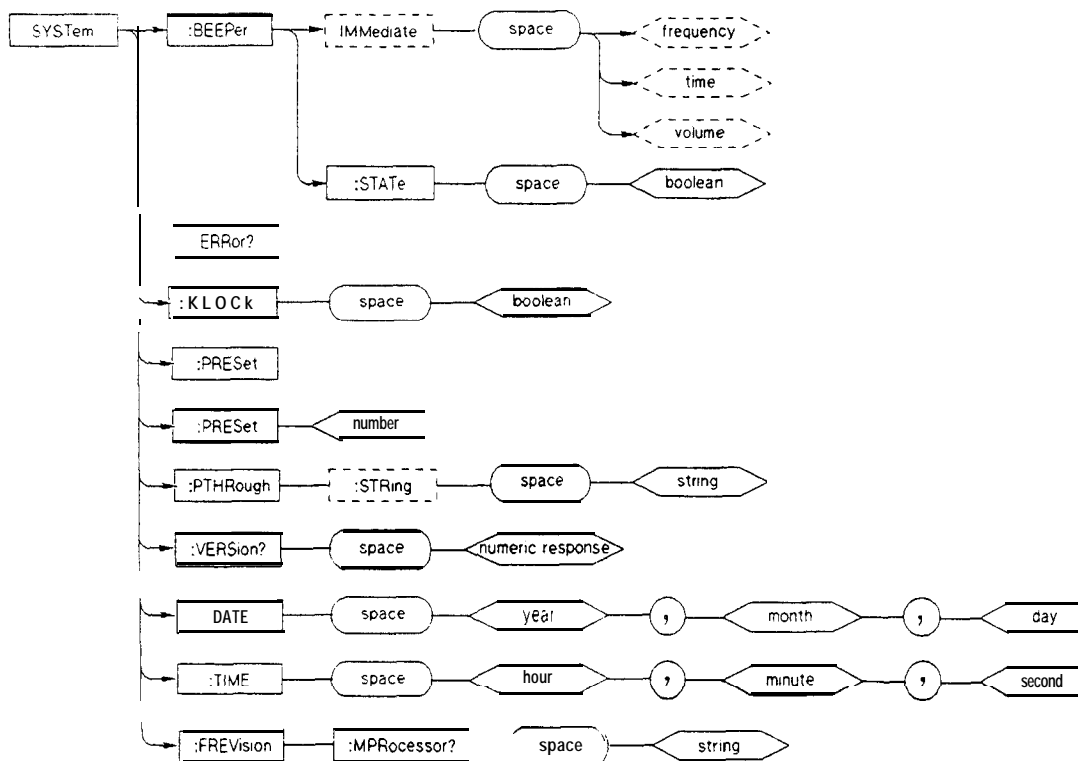 SYSTem :BEEPer IMMediate space frequency
time
volume
:STATe space boolean
ERRor?
:KLOCk space boolean
:PRESet
:PRESet number
:PTHRough :STRing space string
:VERSion? space numeric response
DATE space year , month , day
:TIME space hour , minute , second
:FREVision :MPRocessor? space string